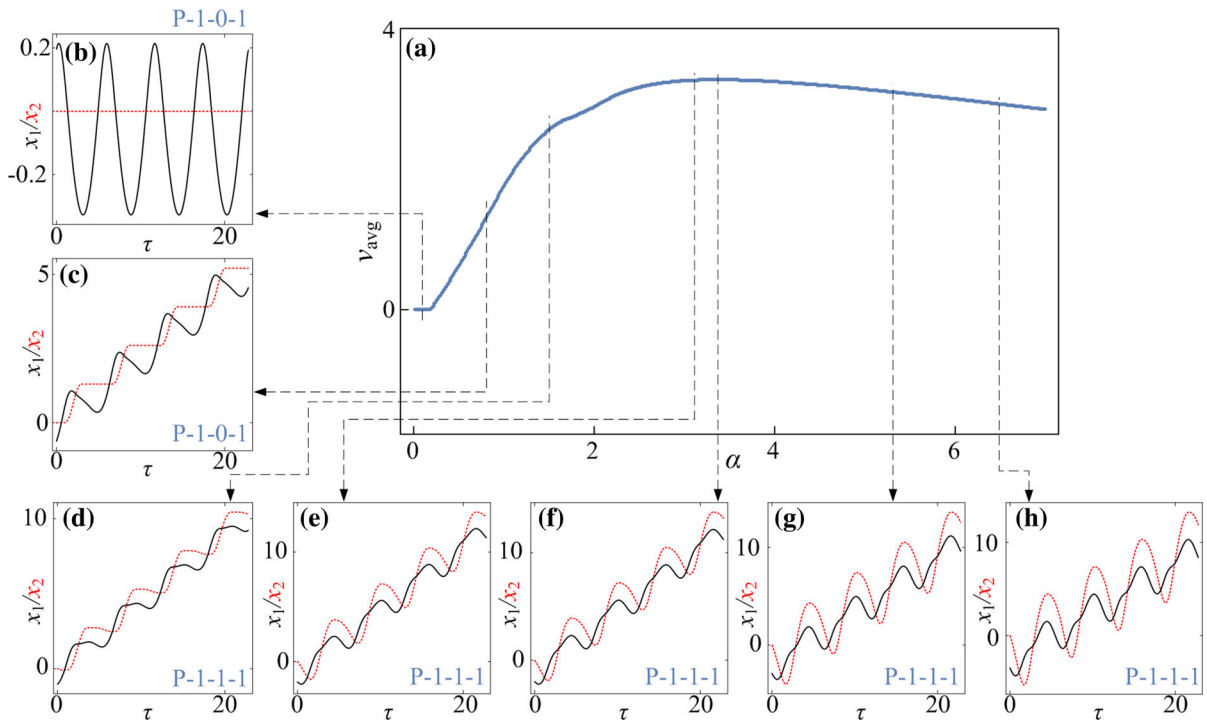 P-1-0-1
(b)
0.2
-0.2
x1/x2
0
20
τ
(a)
4
0
vavg
0
2
4
6
α
(c)
5
0
x1/x2
P-1-0-1
0
20
τ
(d)
10
0
x1/x2
P-1-1-1
0
20
τ
(e)
10
0
x1/x2
P-1-1-1
0
20
τ
(f)
10
0
x1/x2
P-1-1-1
0
20
τ
(g)
10
0
x1/x2
P-1-1-1
0
20
τ
(h)
10
0
x1/x2
P-1-1-1
0
20
τ